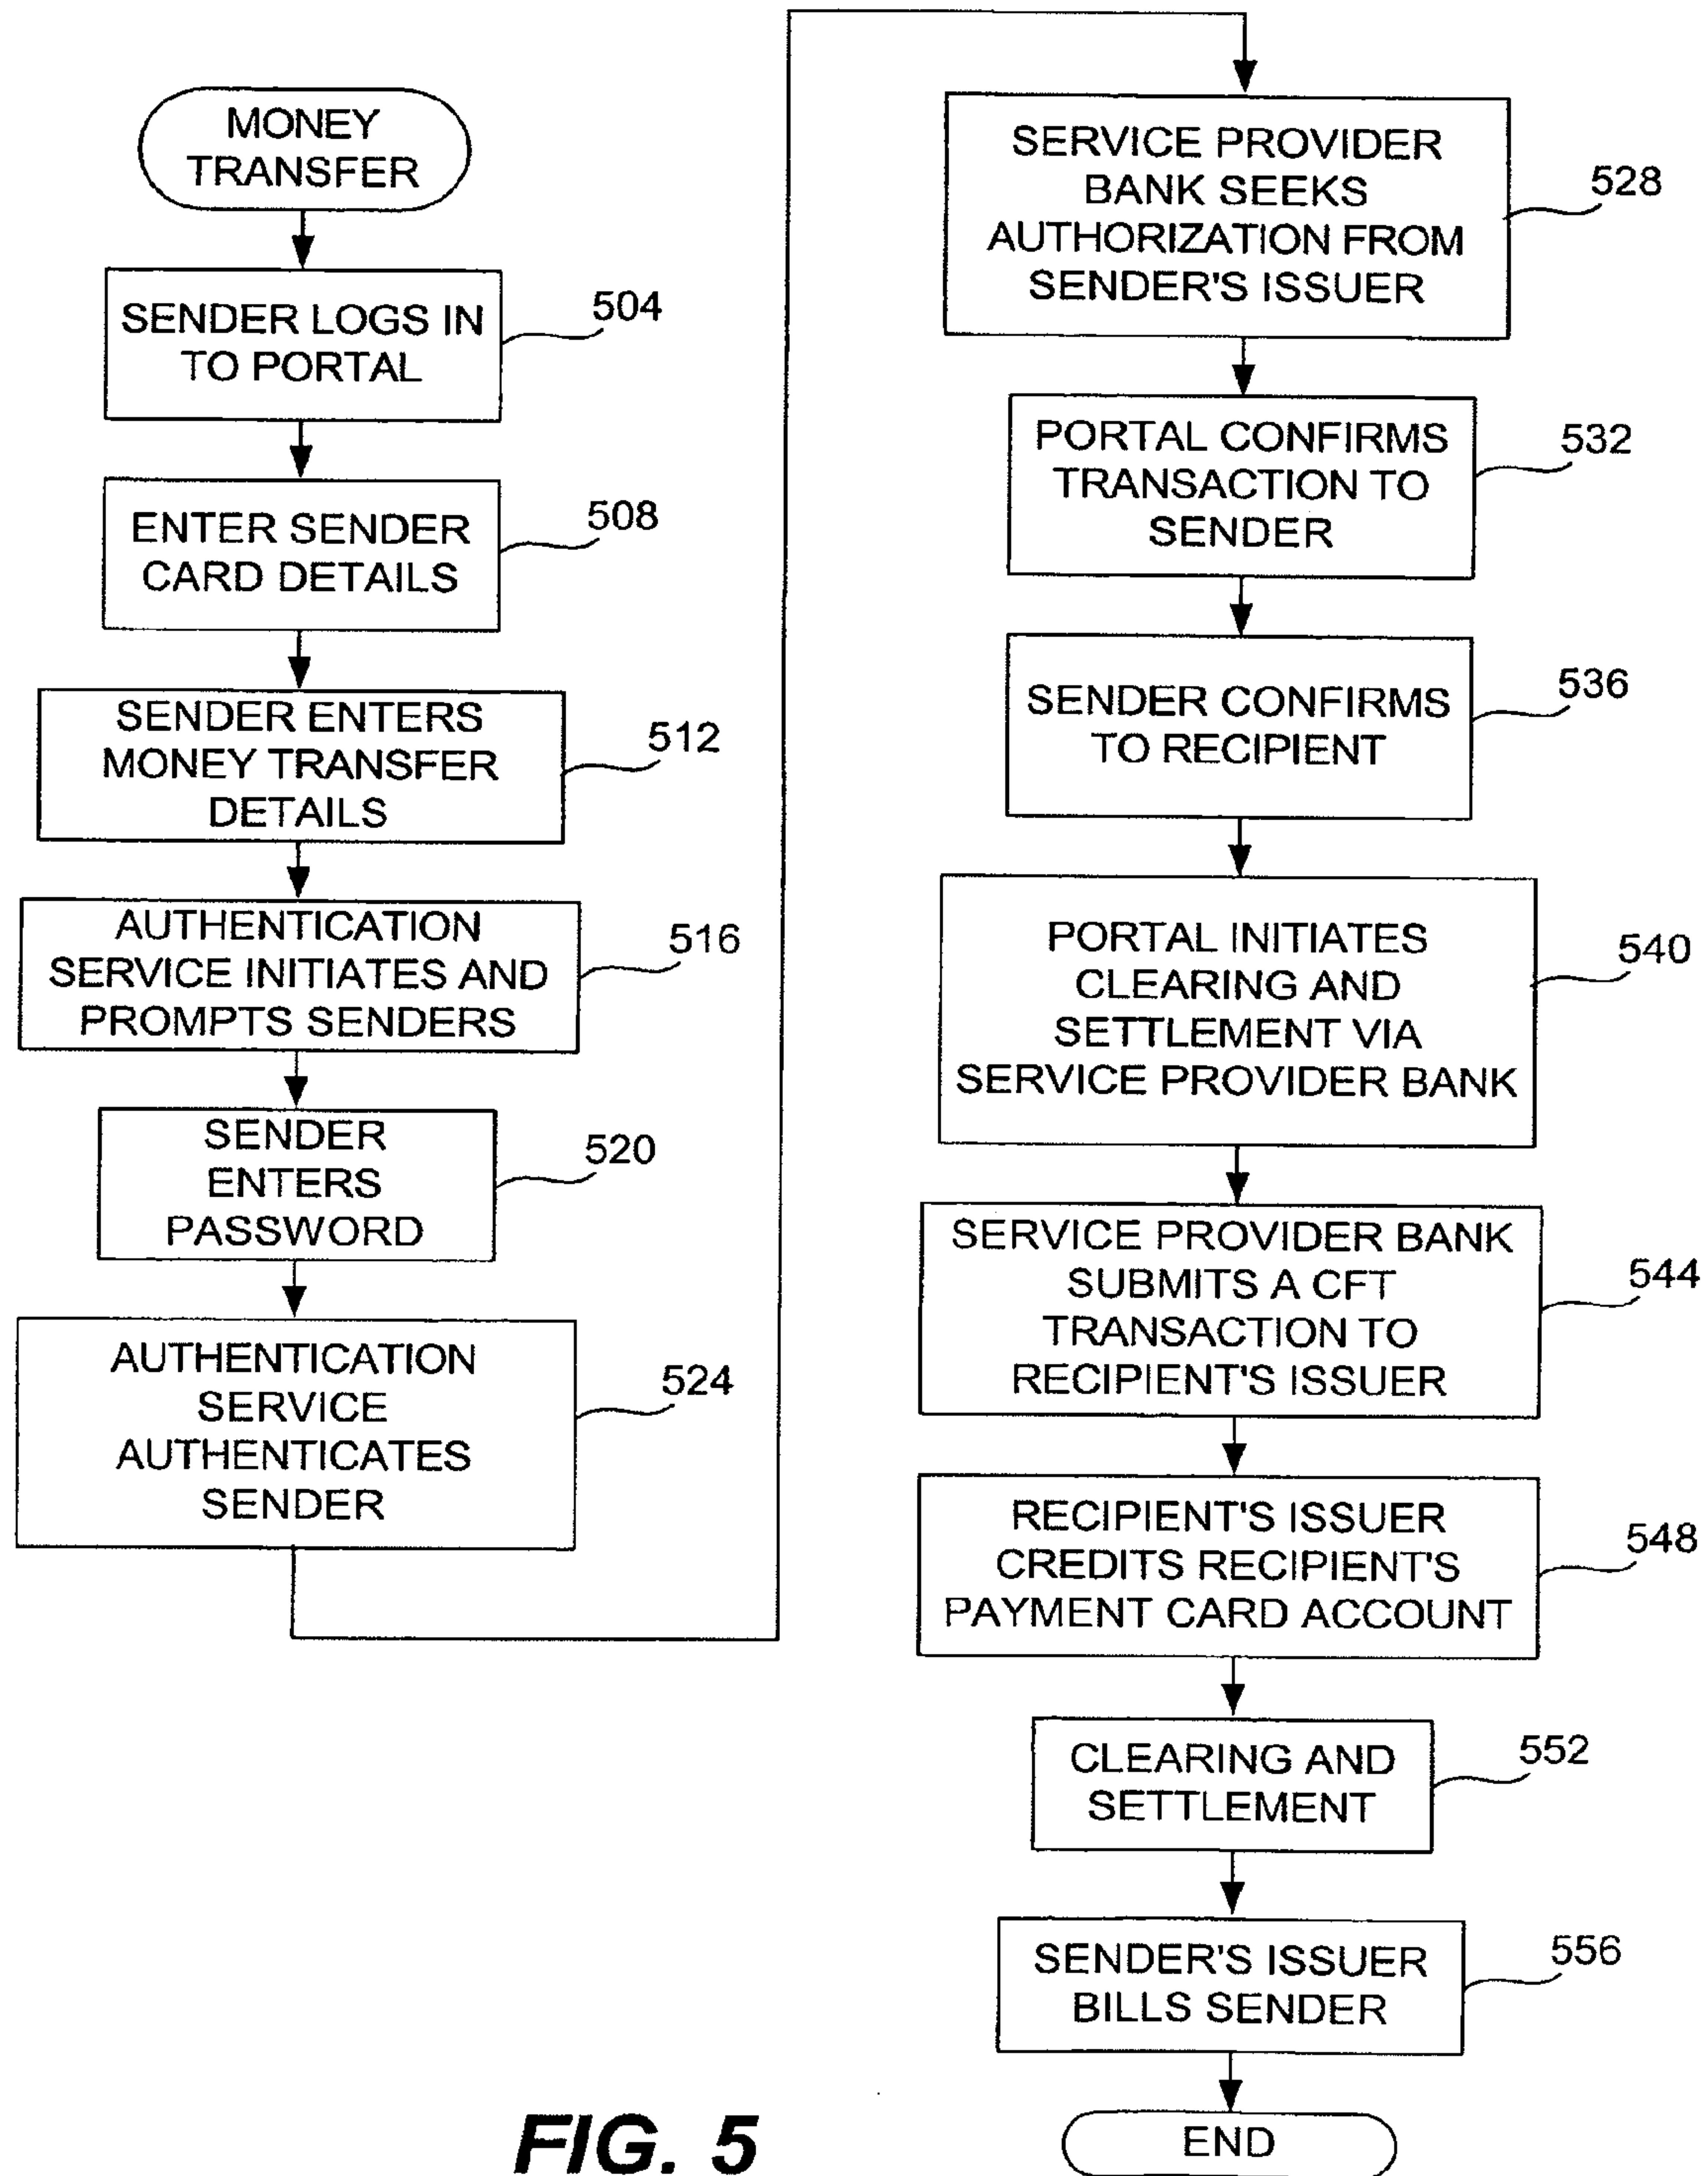 MONEY
TRANSFER
SENDER LOGS IN
TO PORTAL
504
ENTER SENDER
CARD DETAILS
508
SENDER ENTERS
MONEY TRANSFER
DETAILS
512
AUTHENTICATION
SERVICE INITIATES AND
PROMPTS SENDERS
516
SENDER
ENTERS
PASSWORD
520
AUTHENTICATION
SERVICE
AUTHENTICATES
SENDER
524
SERVICE PROVIDER
BANK SEEKS
AUTHORIZATION FROM
SENDER'S ISSUER
528
PORTAL CONFIRMS
TRANSACTION TO
SENDER
532
SENDER CONFIRMS
TO RECIPIENT
536
PORTAL INITIATES
CLEARING AND
SETTLEMENT VIA
SERVICE PROVIDER BANK
540
SERVICE PROVIDER BANK
SUBMITS A CFT
TRANSACTION TO
RECIPIENT'S ISSUER
544
RECIPIENT'S ISSUER
CREDITS RECIPIENT'S
PAYMENT CARD ACCOUNT
548
CLEARING AND
SETTLEMENT
552
SENDER'S ISSUER
BILLS SENDER
556
END
FIG. 5